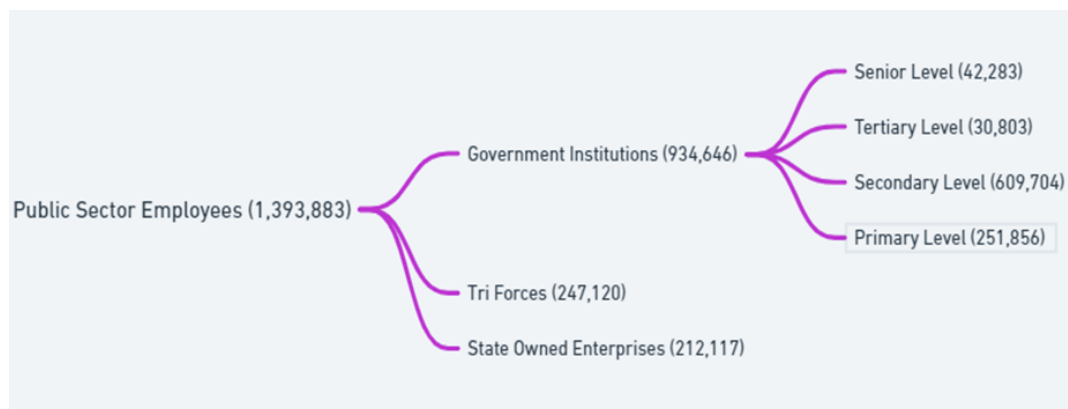 Public Sector Employees (1,393,883)
Government Institutions (934,646)
Senior Level (42,283)
Tertiary Level (30,803)
Secondary Level (609,704)
Primary Level (251,856)
Tri Forces (247,120)
State Owned Enterprises (212,117)